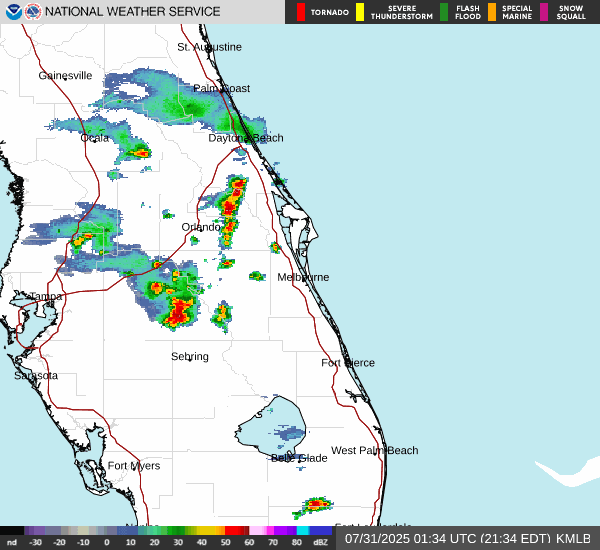 NATIONAL WEATHER SERVICE
TORNADO
SEVERE THUNDERSTORM
FLASH FLOOD
SPECIAL MARINE
SNOW SQUALL
St. Augustine
Gainesville
Palm Coast
Ocala
Daytona Beach
Orlando
Melbourne
Tampa
Sebring
Fort Pierce
Sarasota
West Palm Beach
Belle Glade
Fort Myers
nd -30 -20 -10 0 10 20 30 40 50 60 70 80 dBZ
07/31/2025 01:34 UTC (21:34 EDT) KMLB